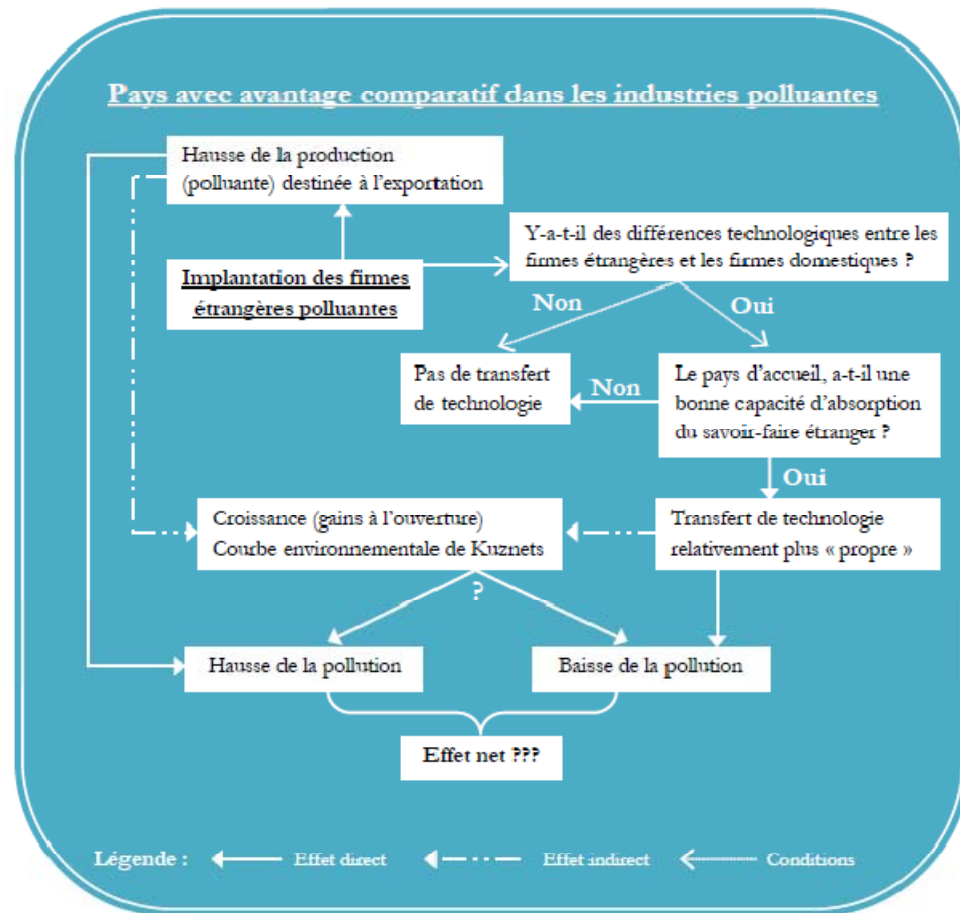 Pays avec avantage comparatif dans les industries polluantes
Hausse de la production
(polluante) destinée à l'exportation
Y-a-t-il des différences technologiques entre les
firmes étrangères et les firmes domestiques ?
Implantation des firmes
étrangères polluantes
Non
Oui
Pas de transfert
de technologie
Non
Le pays d'accueil, a-t-il une
bonne capacité d'absorption
du savoir-faire étranger ?
Oui
Croissance (gains à l'ouverture)
Courbe environnementale de Kuznets
Transfert de technologie
relativement plus « propre »
?
Hausse de la pollution
Baisse de la pollution
Effet net ???
Légende :
Effet direct
Effet indirect
Conditions